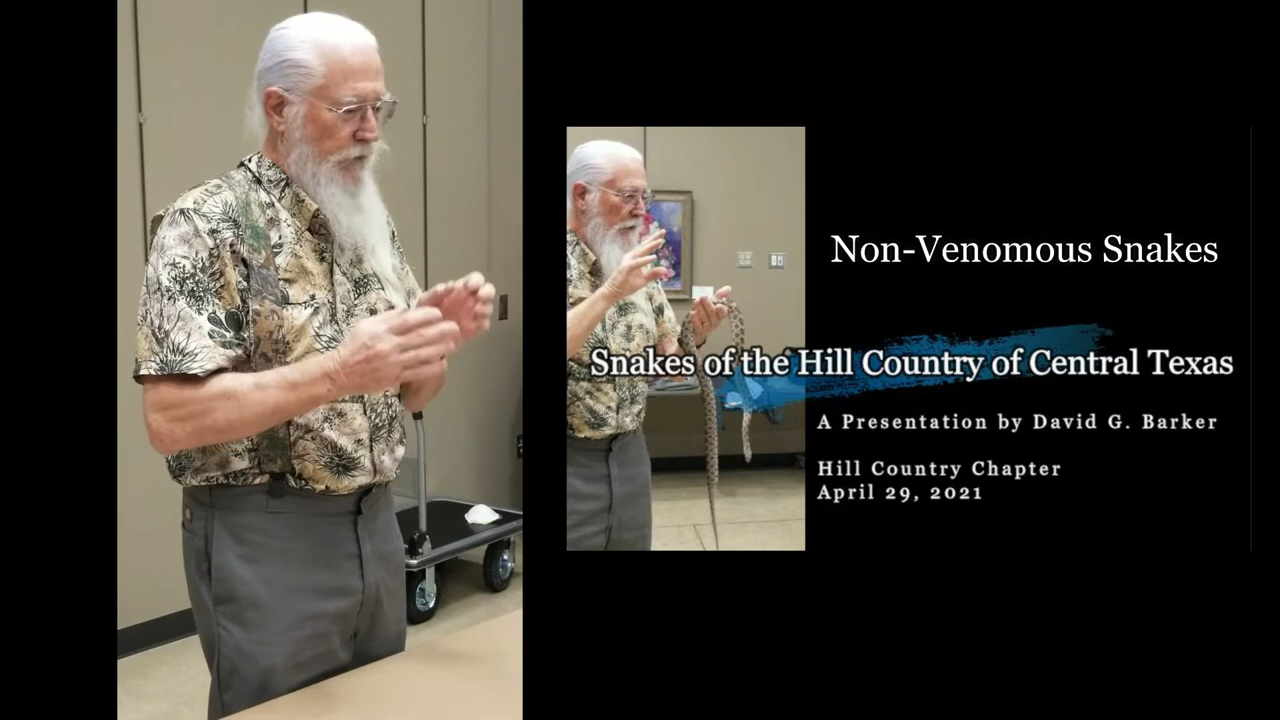 Non-Venomous Snakes
Snakes of the Hill Country of Central Texas
A Presentation by David G. Barker
Hill Country Chapter
April 29, 2021